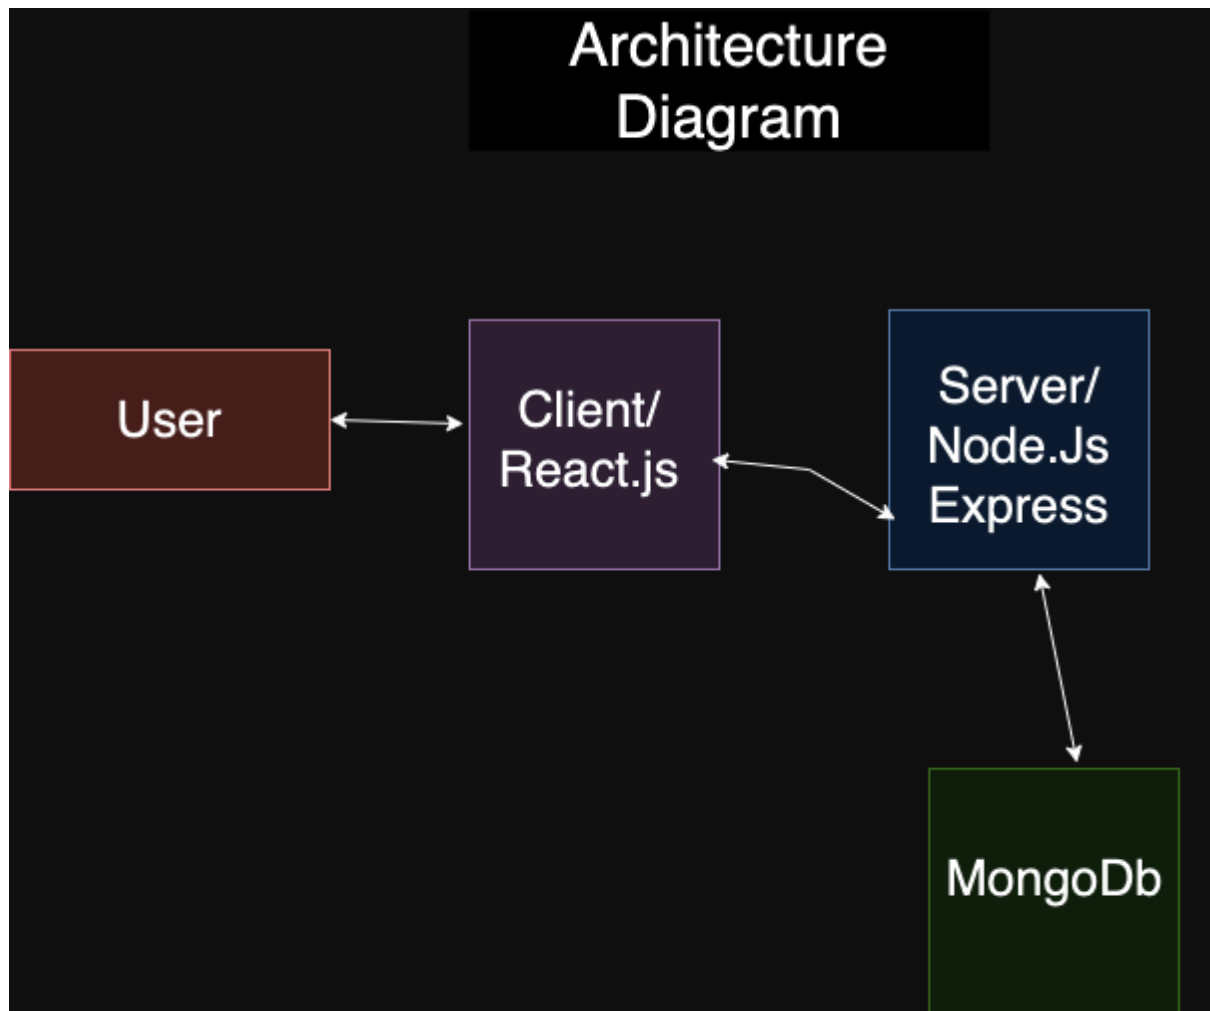 Architecture
Diagram
User
Client/
React.js
Server/
Node.Js
Express
MongoDb